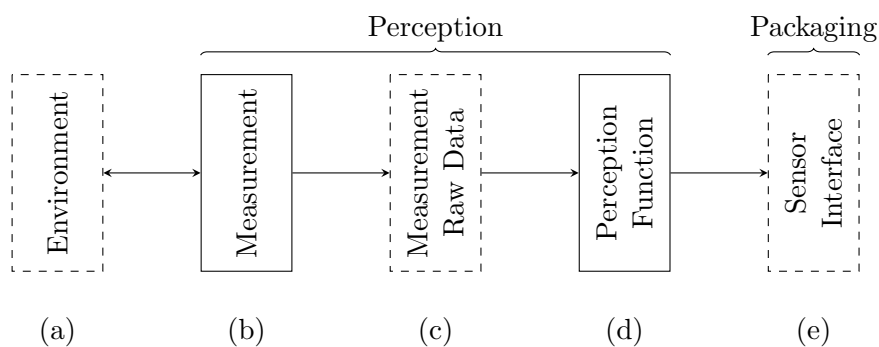 Perception
Packaging
Environment
Measurement
Measurement
Raw Data
Perception
Function
Sensor
Interface
(a)
(b)
(c)
(d)
(e)